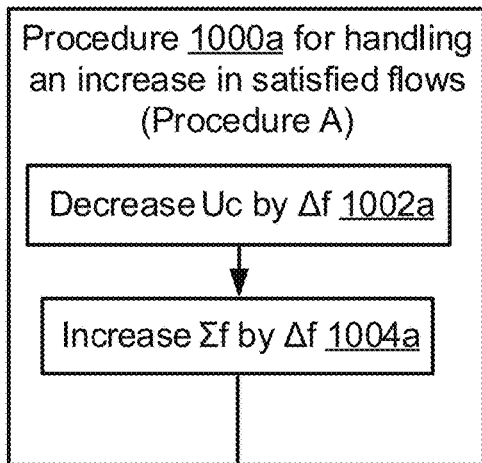 Procedure 1000a for handling
an increase in satisfied flows
(Procedure A)
Decrease Uc by Δf 1002a
Increase Σf by Δf 1004a